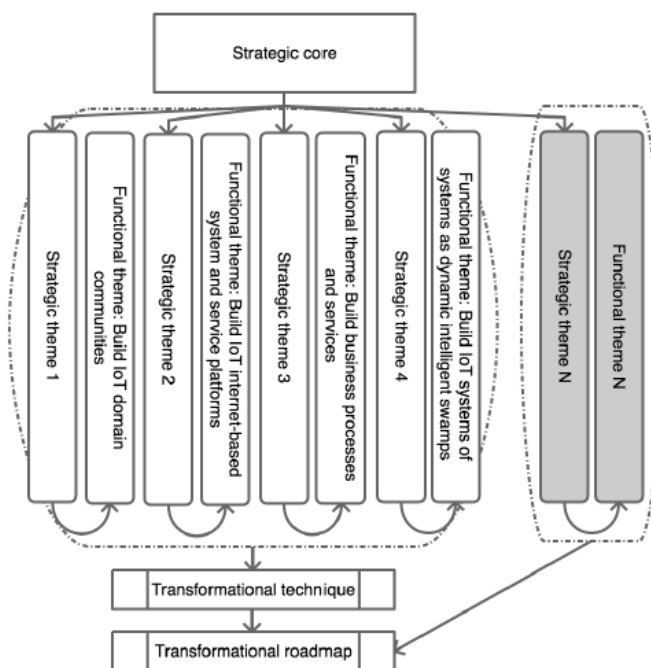 Strategic core
Strategic theme 1
Functional theme: Build IoT domain
communities
Strategic theme 2
Functional theme: Build IoT internet-based
system and service platforms
Strategic theme 3
Functional theme: Build business processes
and services
Strategic theme 4
Functional theme: Build IoT systems of
systems as dynamic intelligent swamps
Strategic theme N
Functional theme N
Transformational technique
Transformational roadmap